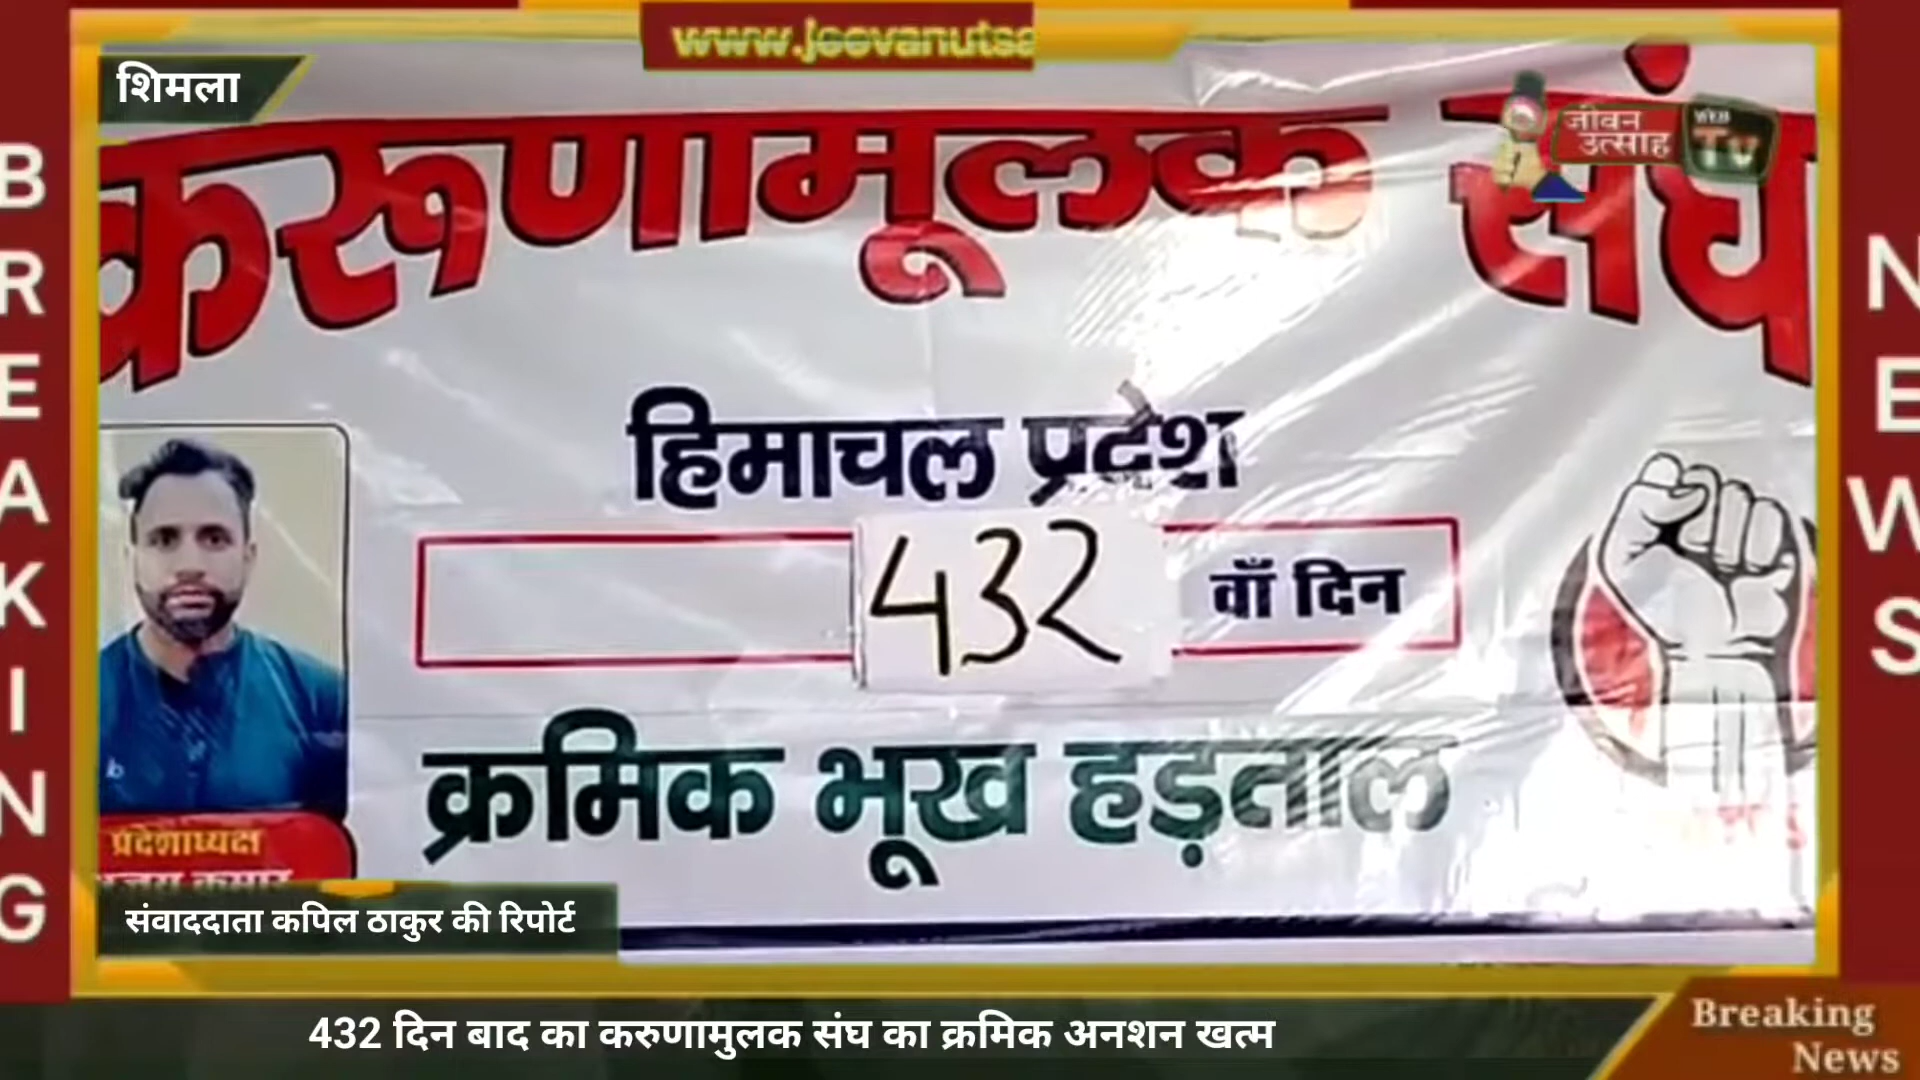 www.jeevanutsa
शिमला
जीवन
उत्साह
WEB
Tv
करूणामूलक संघ
हिमाचल प्रदेश
432 वाँ दिन
क्रमिक भूख हड़ताल
प्रदेशाध्यक्ष
कुमार
संवाददाता कपिल ठाकुर की रिपोर्ट
432 दिन बाद का करुणामुलक संघ का क्रमिक अनशन खत्म
BREAKING
NEWS
Breaking
News